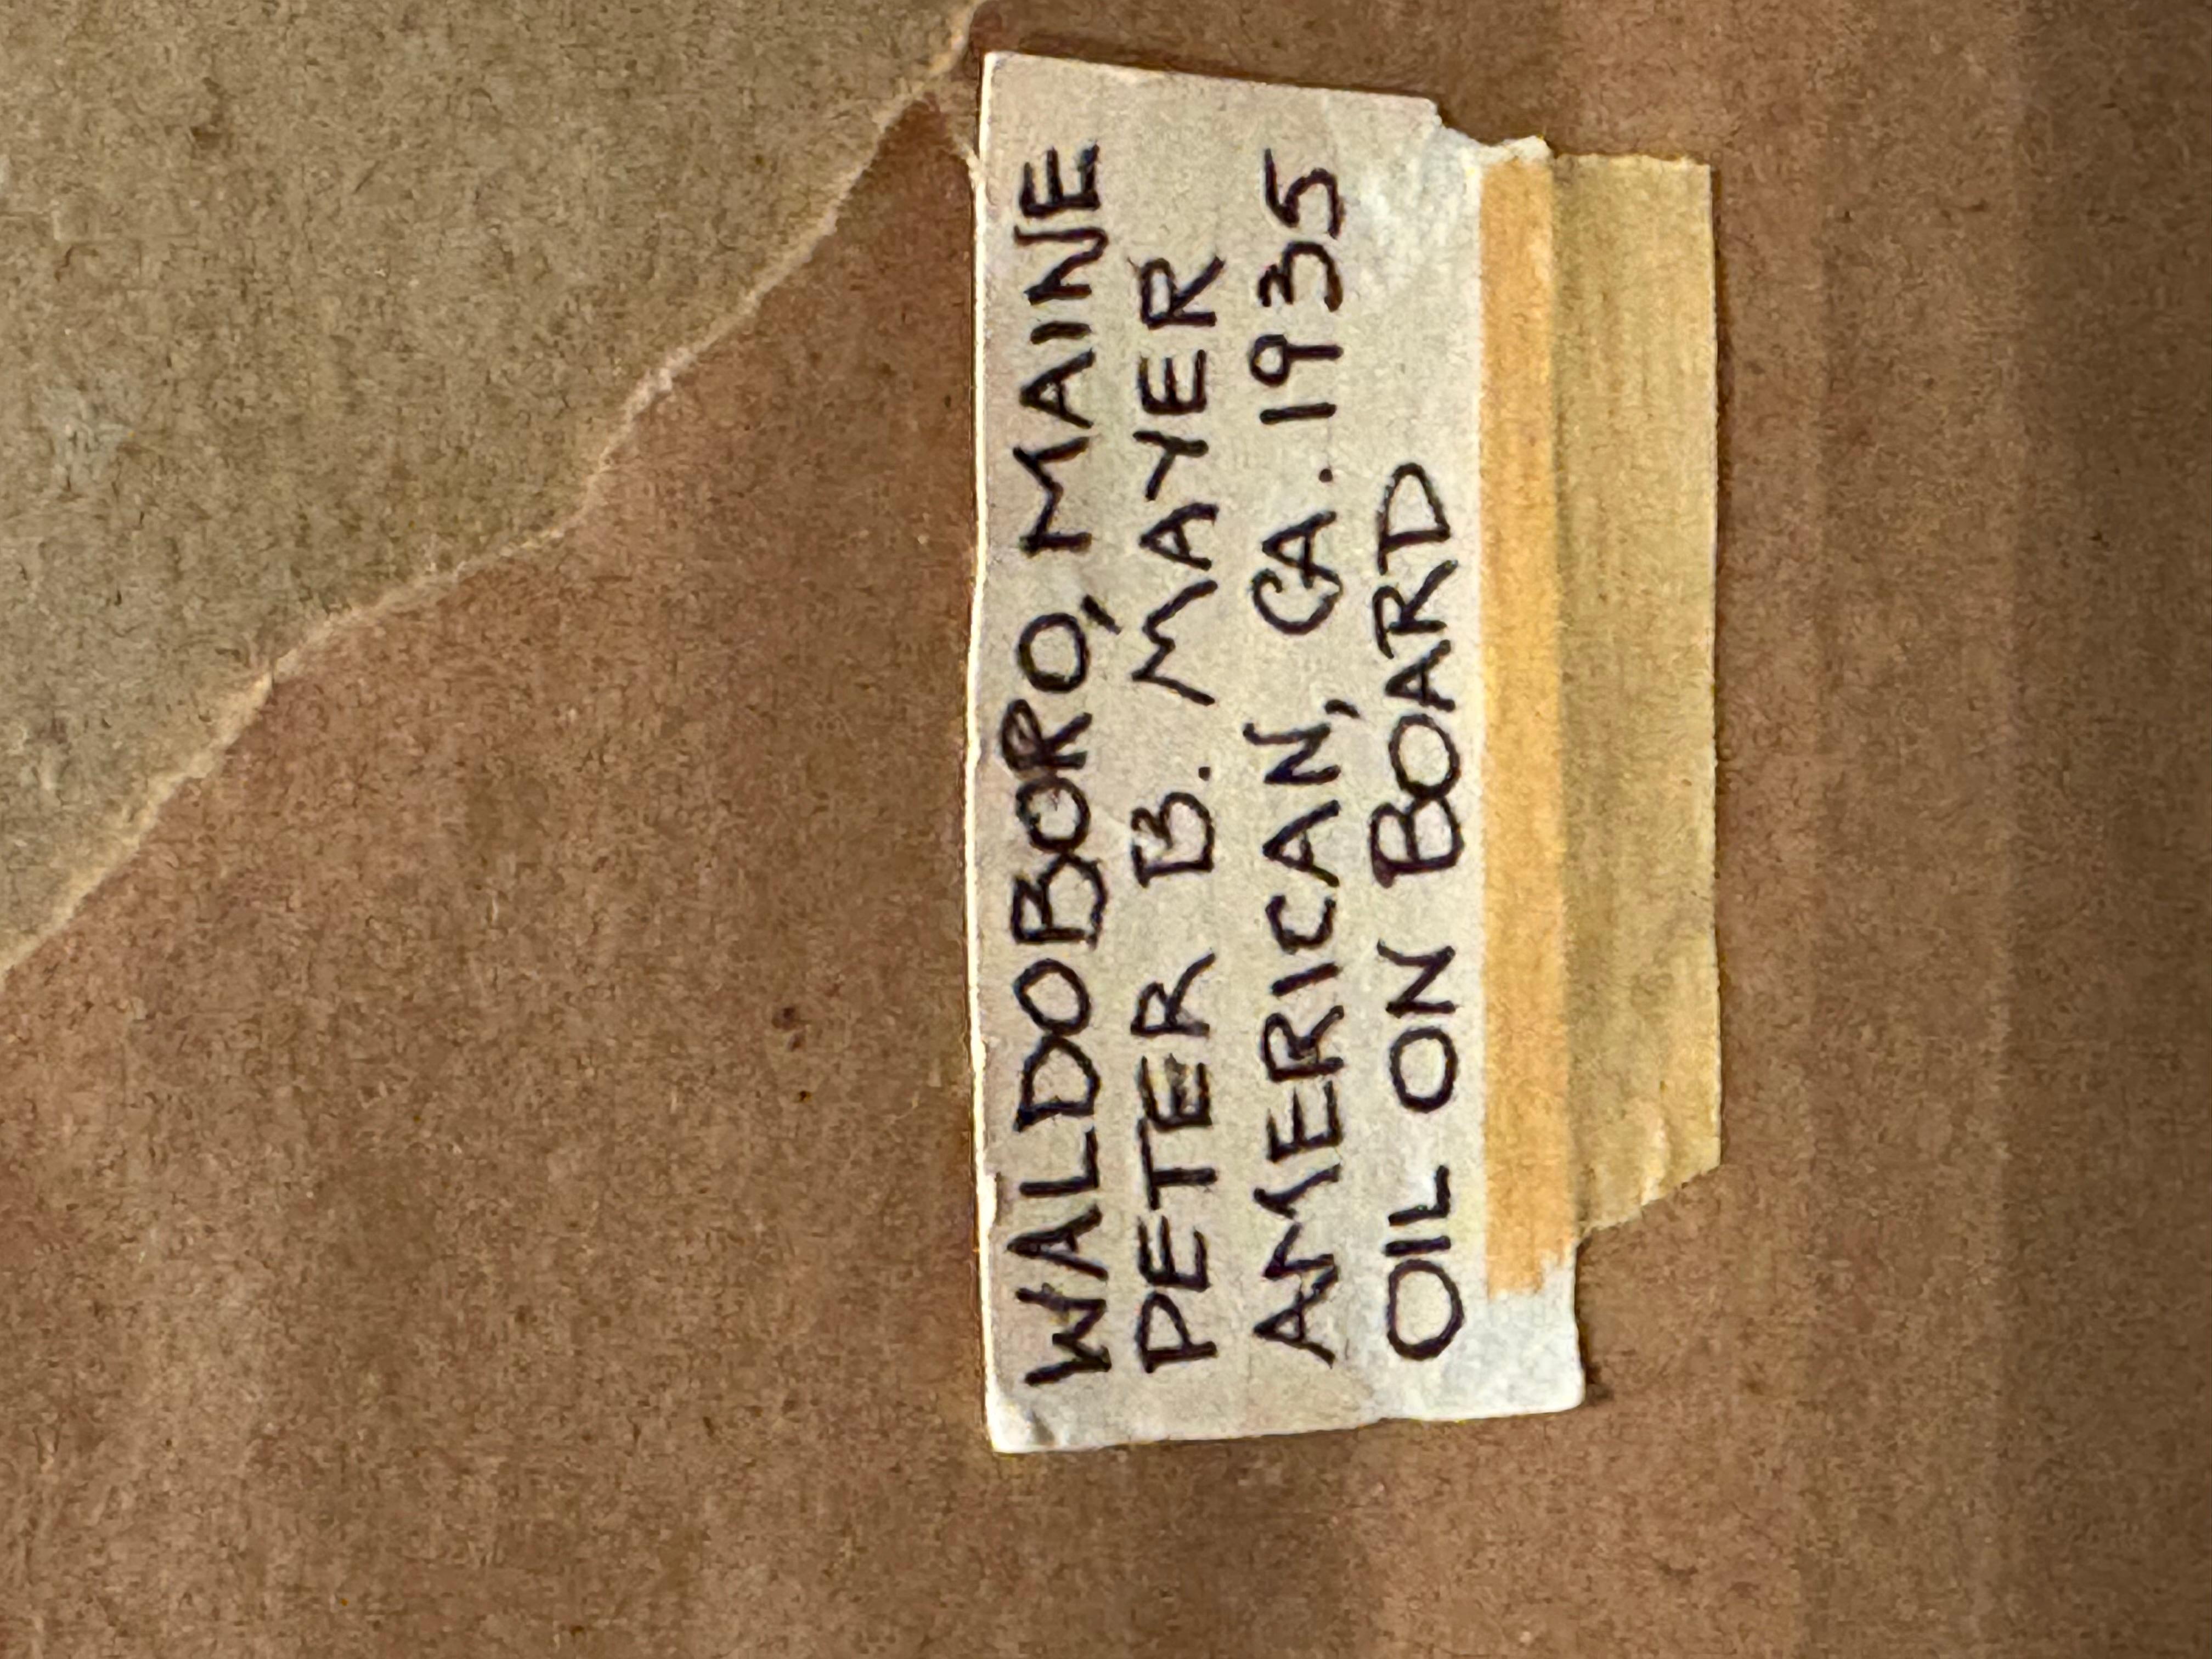 WALDOBORO, MAINE
PETER B. MAYER
AMERICAN, CA. 1935
OIL ON BOARD